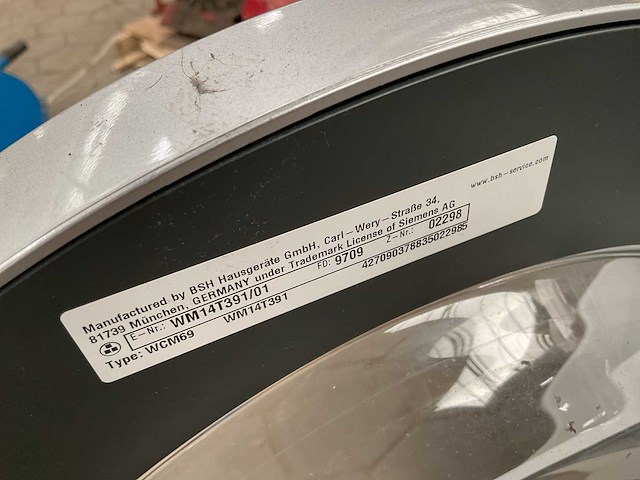 www.bsh-service.com
Manufactured by BSH Hausgeräte GmbH, Carl-Wery-Straße 34,
81739 München, GERMANY under Trademark License of Siemens AG
E-Nr.: WM14T391/01 FD: 9709 Z-Nr.: 02298
Type: WCM69 WM14T391 427090378835022985